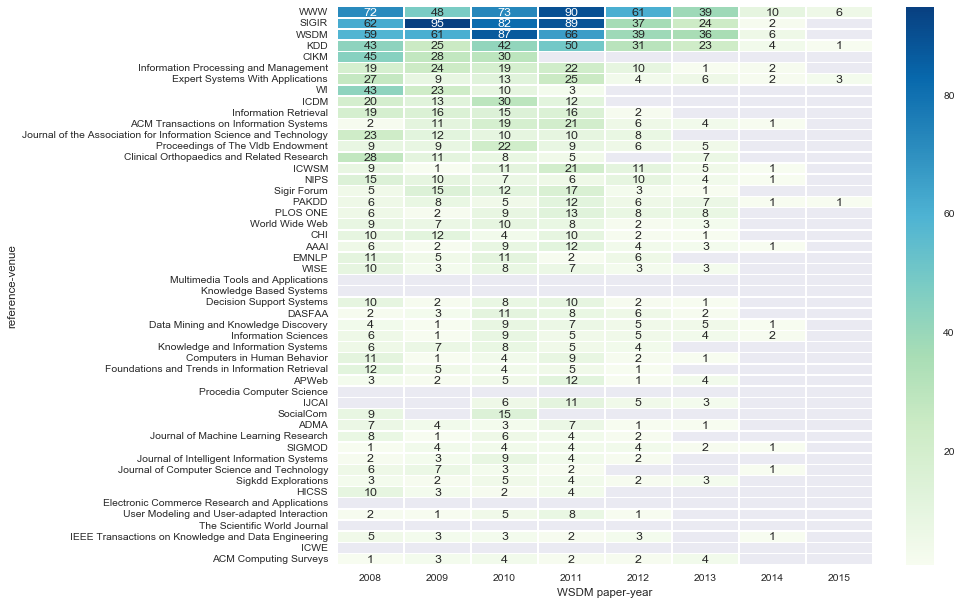 WWW 72 48 73 90 61 39 10 6
SIGIR 62 95 82 89 37 24 2
WSDM 59 61 87 66 39 36 6
KDD 43 25 42 50 31 23 4 1
CIKM 45 28 30
Information Processing and Management 19 24 19 22 10 1 2
Expert Systems With Applications 27 9 13 25 4 6 2 3
WI 43 23 10 3
ICDM 20 13 30 12
Information Retrieval 19 16 15 16 2
ACM Transactions on Information Systems 2 11 19 21 6 4 1
Journal of the Association for Information Science and Technology 23 12 10 10 8
Proceedings of The Vldb Endowment 9 9 22 9 6 5
Clinical Orthopaedics and Related Research 28 11 8 5 7
ICWSM 9 1 11 21 11 5 1
NIPS 15 10 7 6 10 4 1
Sigir Forum 5 15 12 17 3 1
PAKDD 6 8 5 12 6 7 1 1
PLOS ONE 6 2 9 13 8 8
World Wide Web 9 7 10 8 2 3
CHI 10 12 4 10 2 1
AAAI 6 2 9 12 4 3 1
EMNLP 11 5 11 2 6
WISE 10 3 8 7 3 3
Multimedia Tools and Applications
Knowledge Based Systems
Decision Support Systems 10 2 8 10 2 1
DASFAA 2 3 11 8 6 2
Data Mining and Knowledge Discovery 4 1 9 7 5 5 1
Information Sciences 6 1 9 5 5 4 2
Knowledge and Information Systems 6 7 8 5 4
Computers in Human Behavior 11 1 4 9 2 1
Foundations and Trends in Information Retrieval 12 5 4 5 1
APWeb 3 2 5 12 1 4
Procedia Computer Science
IJCAI 6 11 5 3
SocialCom 9 15
ADMA 7 4 3 7 1 1
Journal of Machine Learning Research 8 1 6 4 2
SIGMOD 1 4 4 4 4 2 1
Journal of Intelligent Information Systems 2 3 9 4 2
Journal of Computer Science and Technology 6 7 3 2 1
Sigkdd Explorations 3 2 5 4 2 3
HICSS 10 3 2 4
Electronic Commerce Research and Applications
User Modeling and User-adapted Interaction 2 1 5 8 1
The Scientific World Journal
IEEE Transactions on Knowledge and Data Engineering 5 3 3 2 3 1
ICWE
ACM Computing Surveys 1 3 4 2 2 4
2008 2009 2010 2011 2012 2013 2014 2015
WSDM paper-year
reference-venue
80
60
40
20